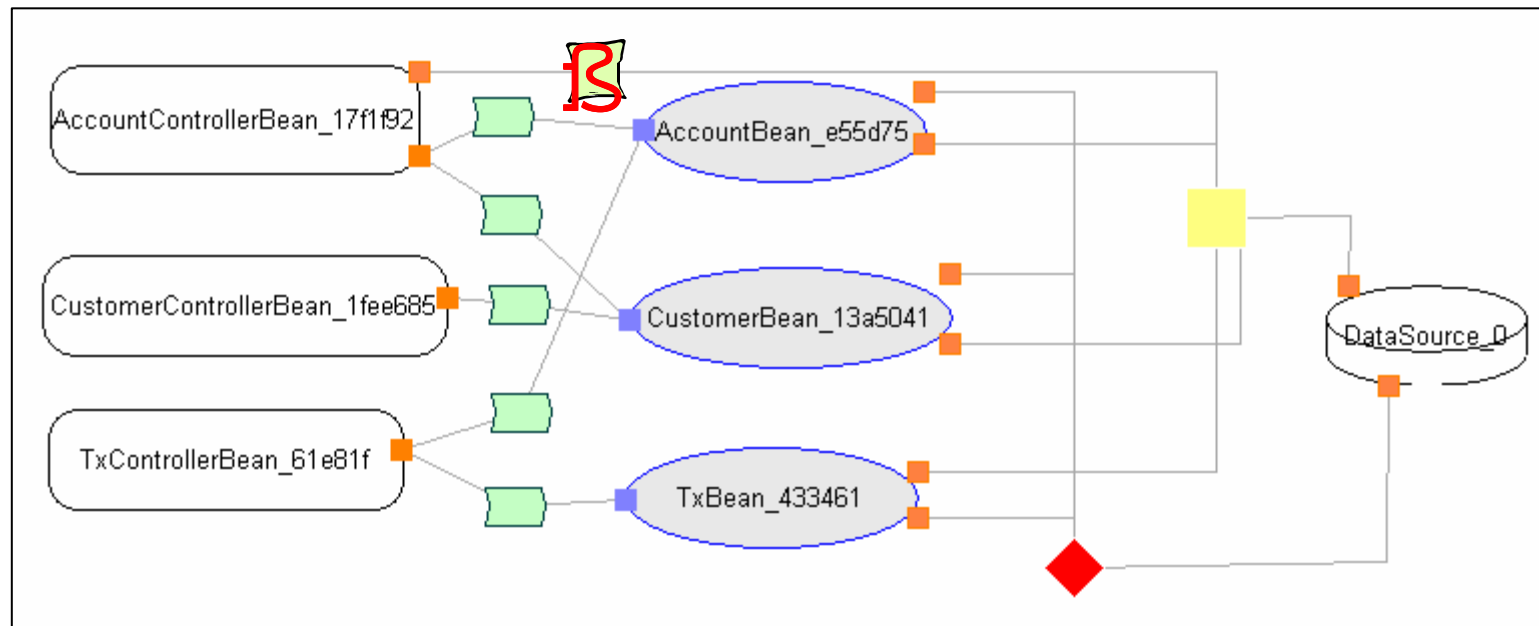 AccountControllerBean_17f1f92
AccountBean_e55d75
CustomerControllerBean_1fee685
CustomerBean_13a5041
DataSource_0
TxControllerBean_61e81f
TxBean_433461